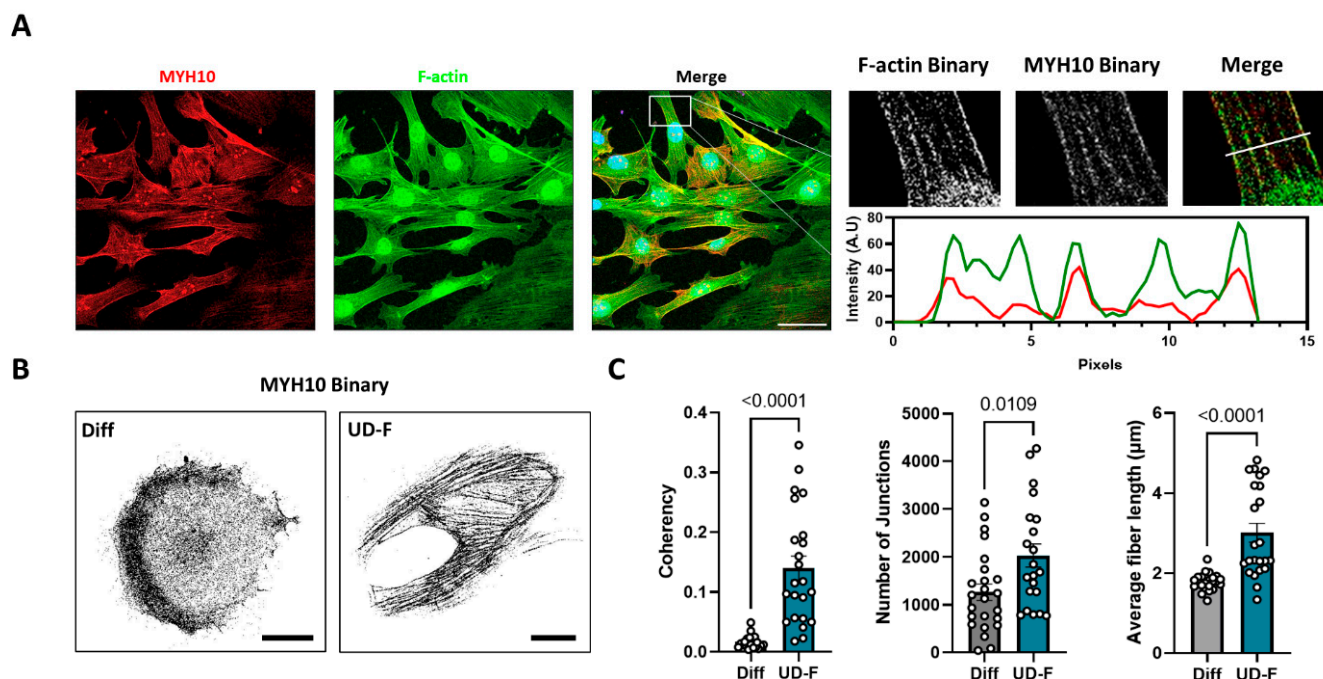 A
MYH10
F-actin
Merge
F-actin Binary
MYH10 Binary
Merge
Intensity (A.U)
80
60
40
20
0
0
5
10
15
Pixels
B
MYH10 Binary
Diff
UD-F
C
<0.0001
Coherency
0.4
0.3
0.2
0.1
0.0
Diff
UD-F
0.0109
Number of Junctions
5000
4000
3000
2000
1000
0
Diff
UD-F
<0.0001
Average fiber length (µm)
6
4
2
0
Diff
UD-F